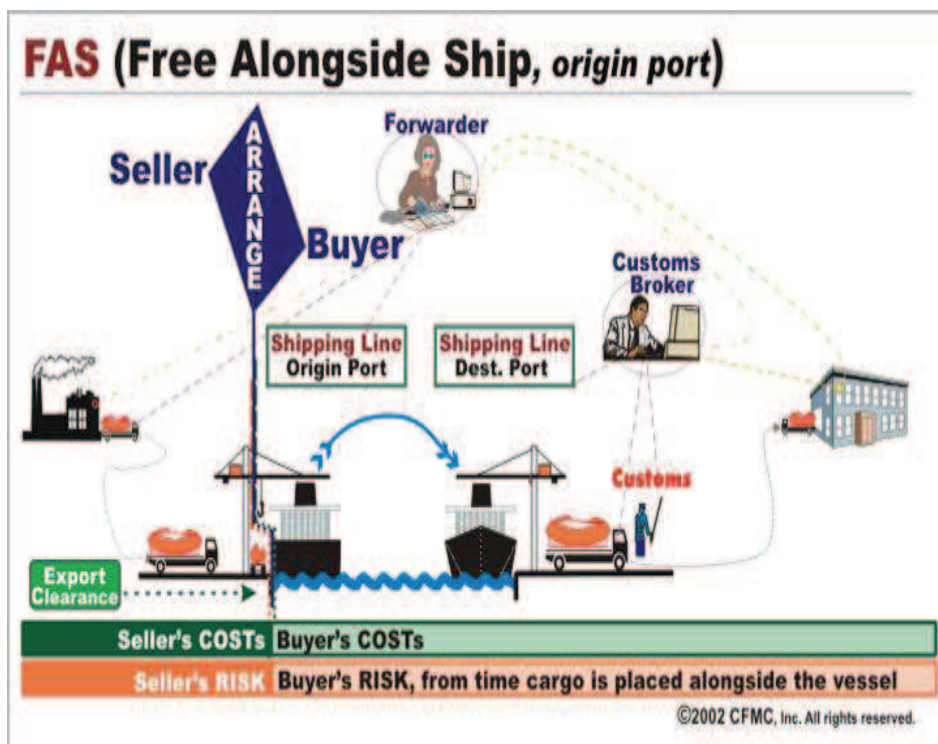 FAS (Free Alongside Ship, origin port)
Forwarder
Seller
ARRANGE
Buyer
Customs
Broker
Shipping Line
Origin Port
Shipping Line
Dest. Port
Customs
Export
Clearance
Seller's COSTs Buyer's COSTs
Seller's RISK Buyer's RISK, from time cargo is placed alongside the vessel
©2002 CFMC, Inc. All rights reserved.